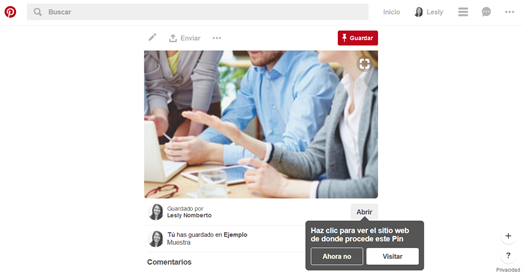 Buscar
Inicio
Lesly
Enviar
Guardar
Guardado por
Lesly Nomberto
Abrir
Tú has guardado en Ejemplo
Muestra
Haz clic para ver el sitio web
de donde procede este Pin
Ahora no
Visitar
Comentarios
+
?
Privacidad